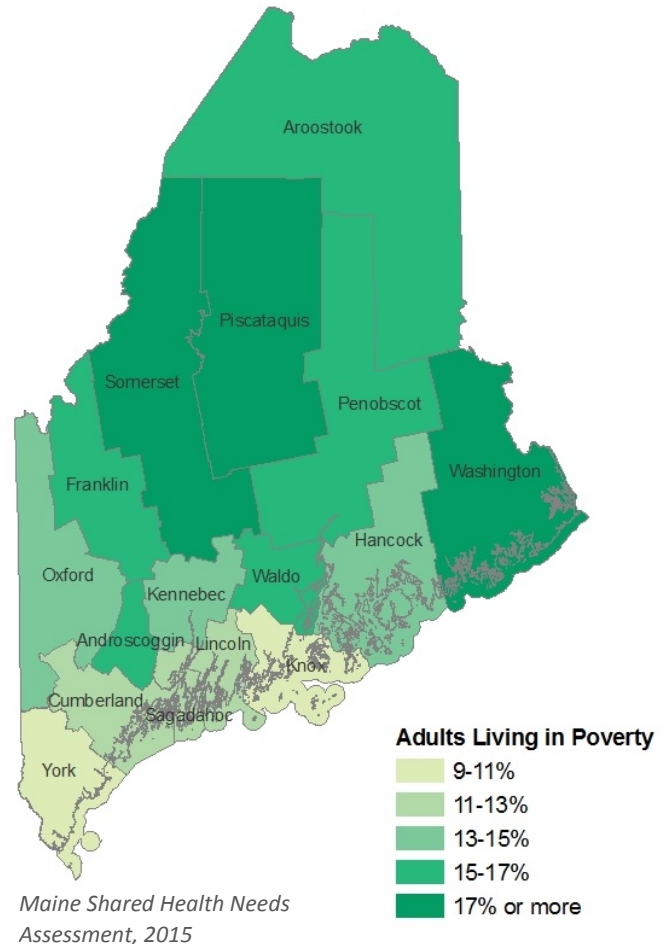 Aroostook
Piscataquis
Somerset
Penobscot
Washington
Franklin
Hancock
Oxford
Waldo
Kennebec
Androscoggin
Lincoln
Knox
Cumberland
Sagadahoc
York
Adults Living in Poverty
9-11%
11-13%
13-15%
15-17%
17% or more
Maine Shared Health Needs
Assessment, 2015